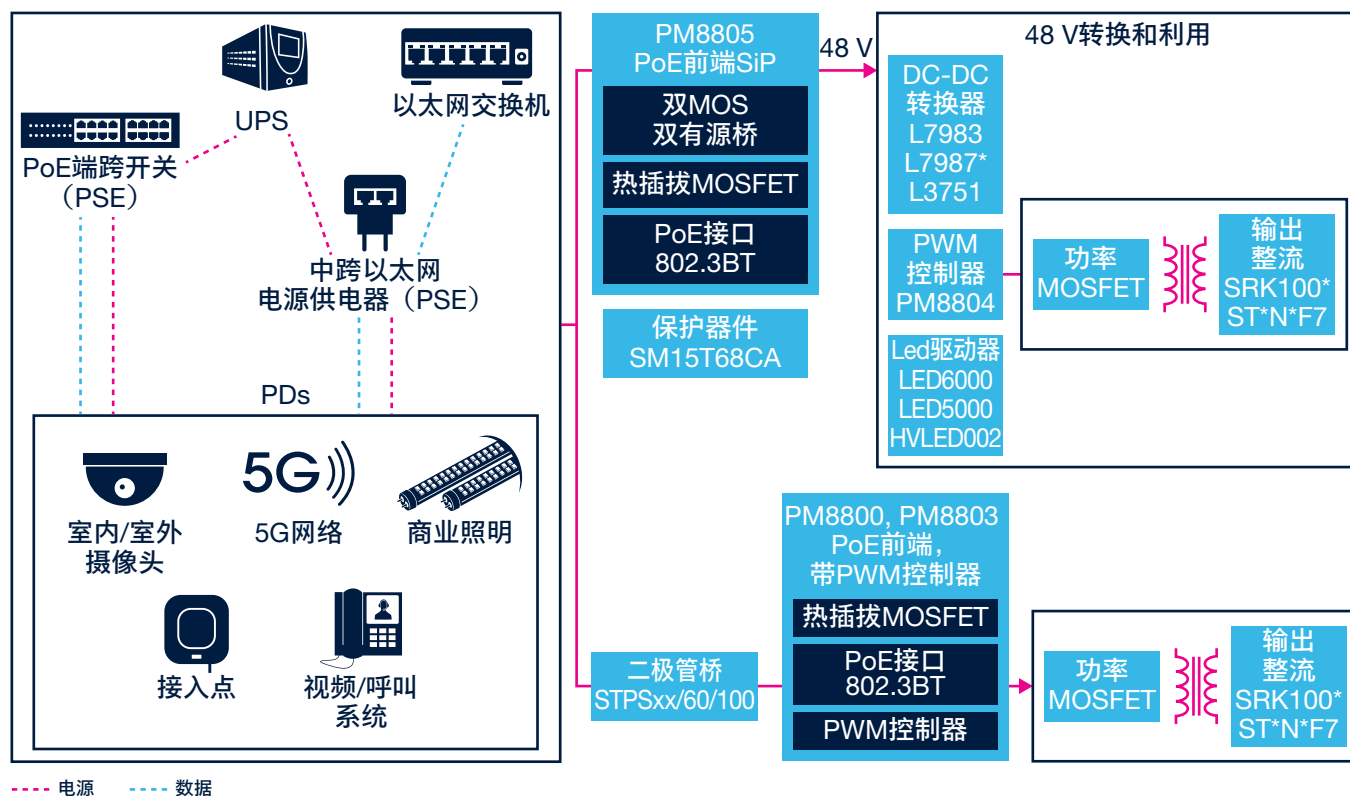 UPS
以太网交换机
PoE端跨开关
（PSE）
中跨以太网
电源供电器（PSE）
PDs
室内/室外
摄像头
5G
5G网络
商业照明
接入点
视频/呼叫
系统
电源
数据
PM8805
PoE前端SiP
双MOS
双有源桥
热插拔MOSFET
PoE接口
802.3BT
保护器件
SM15T68CA
48 V
48 V转换和利用
DC-DC
转换器
L7983
L7987*
L3751
PWM
控制器
PM8804
Led驱动器
LED6000
LED5000
HVLED002
功率
MOSFET
输出
整流
SRK100*
ST*N*F7
二极管桥
STPSxx/60/100
PM8800, PM8803
PoE前端，
带PWM控制器
热插拔MOSFET
PoE接口
802.3BT
PWM控制器
功率
MOSFET
输出
整流
SRK100*
ST*N*F7